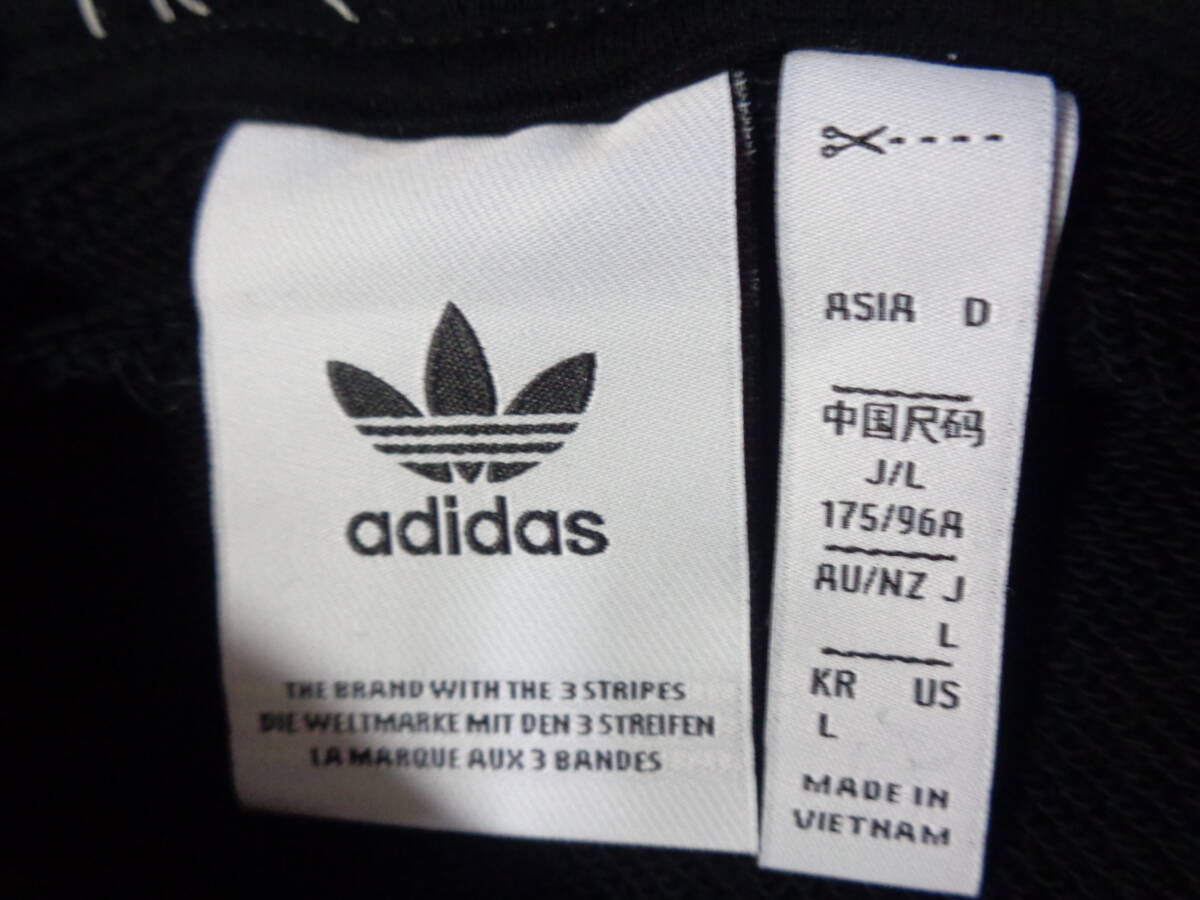 adidas
THE BRAND WITH THE 3 STRIPES
DIE WELTMARKE MIT DEN 3 STREIFEN
LA MARQUE AUX 3 BANDES
ASIA D
中国尺码
J/L
175/96A
AU/NZ J
L
KR US
L
MADE IN
VIETNAM